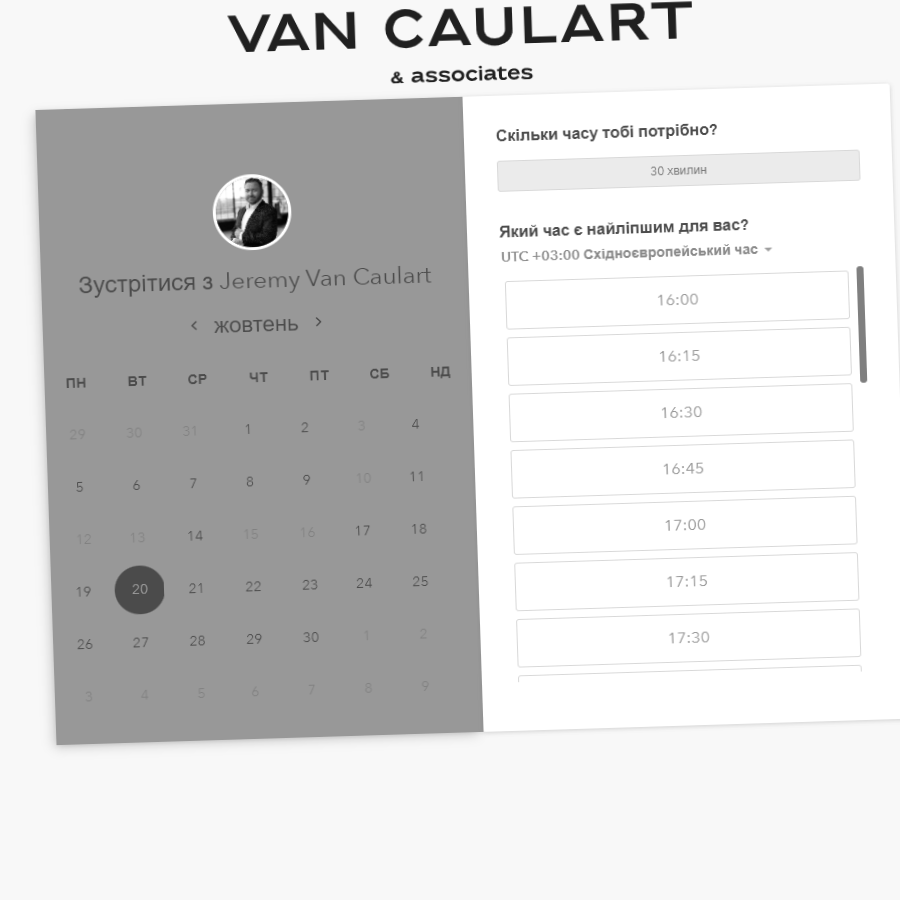 VAN CAULART
& associates
Зустрітися з Jeremy Van Caulart
жовтень
ПН ВТ СР ЧТ ПТ СБ НД
29 30 31 1 2 3 4
5 6 7 8 9 10 11
12 13 14 15 16 17 18
19 20 21 22 23 24 25
26 27 28 29 30 1 2
3 4 5 6 7 8 9
Скільки часу тобі потрібно?
30 хвилин
Який час є найліпшим для вас?
UTC +03:00 Східноєвропейський час
16:00
16:15
16:30
16:45
17:00
17:15
17:30